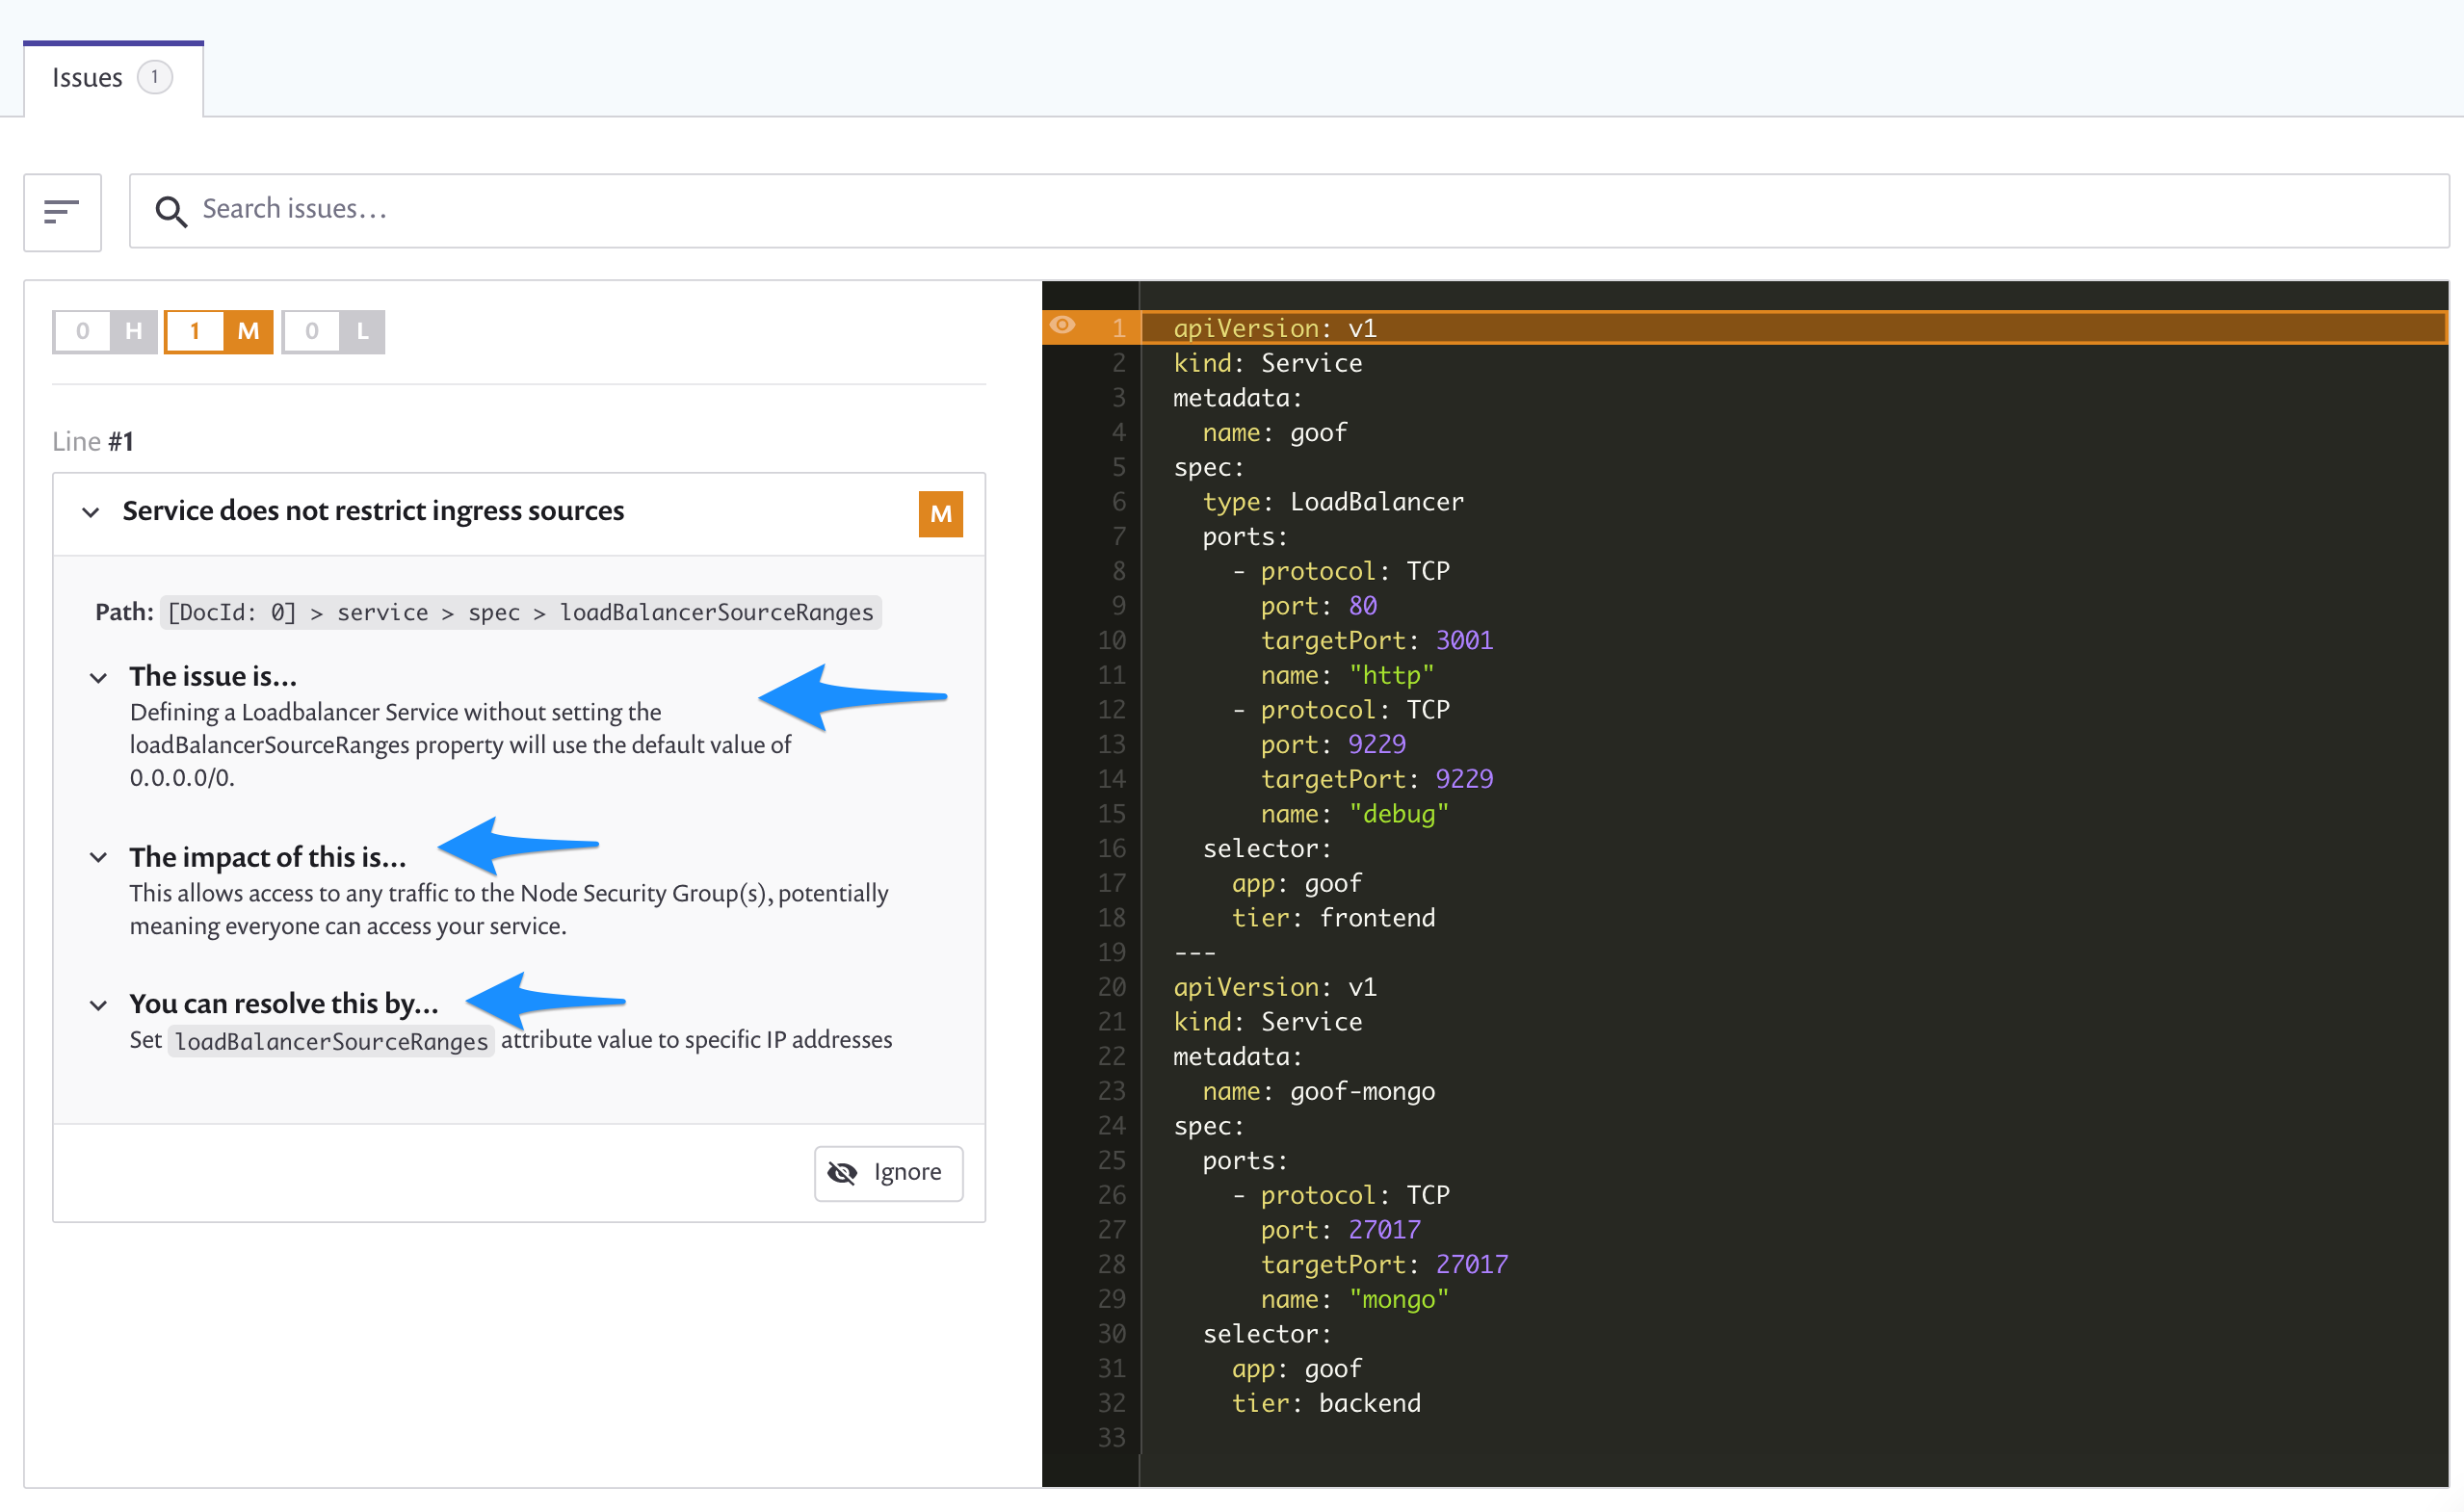 Issues 1
Search issues...
0 H 1 M 0 L
Line #1
Service does not restrict ingress sources M
Path: [DocId: 0] > service > spec > loadBalancerSourceRanges
The issue is...
Defining a Loadbalancer Service without setting the
loadBalancerSourceRanges property will use the default value of
0.0.0.0/0.
The impact of this is...
This allows access to any traffic to the Node Security Group(s), potentially
meaning everyone can access your service.
You can resolve this by...
Set loadBalancerSourceRanges attribute value to specific IP addresses
Ignore
1 apiVersion: v1
2 kind: Service
3 metadata:
4   name: goof
5 spec:
6   type: LoadBalancer
7   ports:
8     - protocol: TCP
9       port: 80
10       targetPort: 3001
11       name: "http"
12     - protocol: TCP
13       port: 9229
14       targetPort: 9229
15       name: "debug"
16   selector:
17     app: goof
18     tier: frontend
19 ---
20 apiVersion: v1
21 kind: Service
22 metadata:
23   name: goof-mongo
24 spec:
25   ports:
26     - protocol: TCP
27       port: 27017
28       targetPort: 27017
29       name: "mongo"
30   selector:
31     app: goof
32     tier: backend
33